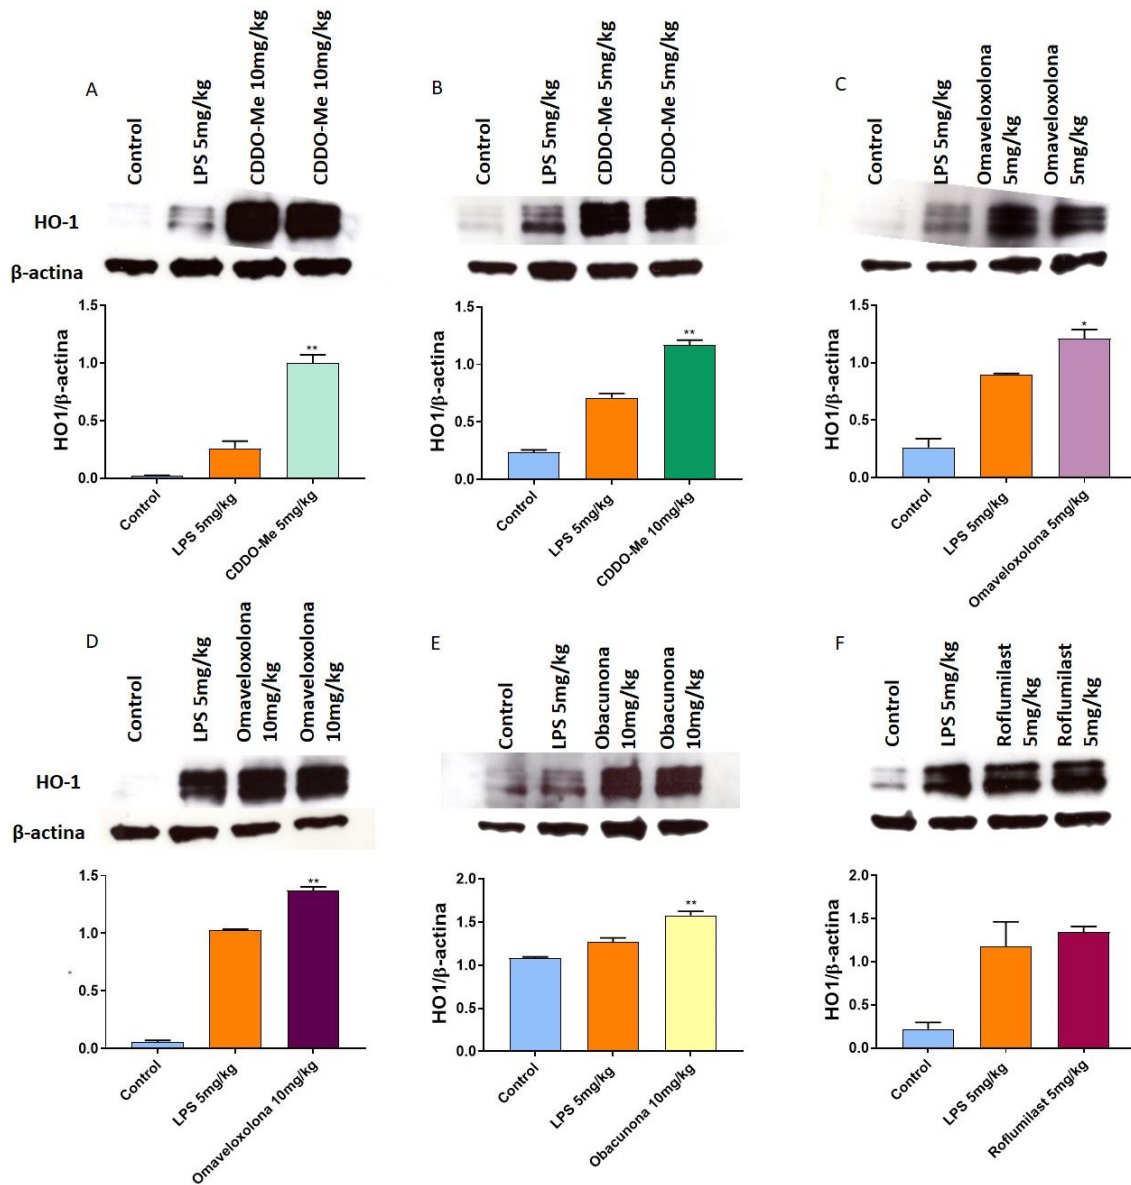 A
Control
LPS 5mg/kg
CDDO-Me 10mg/kg
CDDO-Me 10mg/kg
HO-1
β-actina
HO1/β-actina
1.5
1.0
0.5
0.0
**
Control
LPS 5mg/kg
CDDO-Me 5mg/kg
B
Control
LPS 5mg/kg
CDDO-Me 5mg/kg
CDDO-Me 5mg/kg
HO1/β-actina
1.5
1.0
0.5
0.0
**
Control
LPS 5mg/kg
CDDO-Me 10mg/kg
C
Control
LPS 5mg/kg
Omaveloxolona
5mg/kg
Omaveloxolona
5mg/kg
HO1/β-actina
1.5
1.0
0.5
0.0
*
Control
LPS 5mg/kg
Omaveloxolona 5mg/kg
D
Control
LPS 5mg/kg
Omaveloxolona
10mg/kg
Omaveloxolona
10mg/kg
HO-1
β-actina
1.5
1.0
0.5
0.0
**
Control
LPS 5mg/kg
Omaveloxolona 10mg/kg
E
Control
LPS 5mg/kg
Obacunona
10mg/kg
Obacunona
10mg/kg
HO1/β-actina
2.0
1.5
1.0
0.5
0.0
**
Control
LPS 5mg/kg
Obacunona 10mg/kg
F
Control
LPS 5mg/kg
Roflumilast
5mg/kg
Roflumilast
5mg/kg
HO1/β-actina
2.0
1.5
1.0
0.5
0.0
Control
LPS 5mg/kg
Roflumilast 5mg/kg